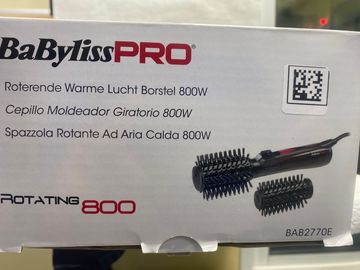 BaBylissPRO®
Roterende Warme Lucht Borstel 800W
Cepillo Moldeador Giratorio 800W
Spazzola Rotante Ad Aria Calda 800W
ROTATING 800
BAB2770E